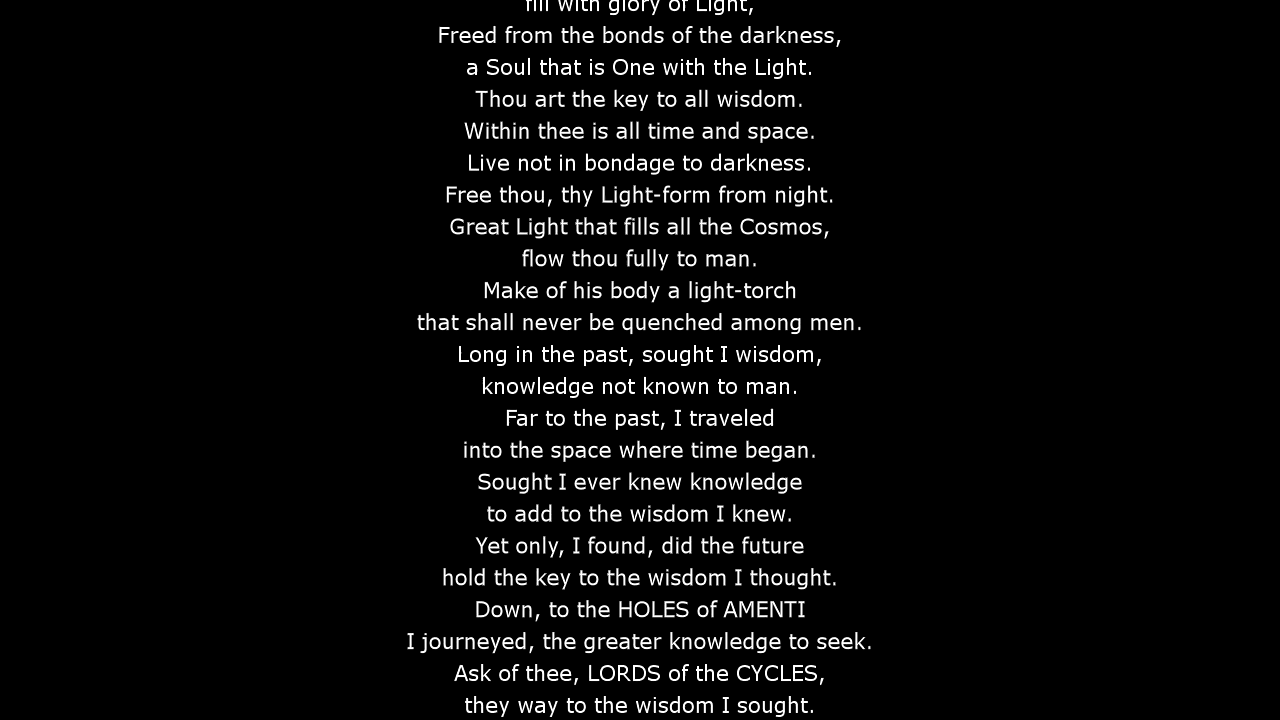 fill with glory of Light,
Freed from the bonds of the darkness,
a Soul that is One with the Light.
Thou art the key to all wisdom.
Within thee is all time and space.
Live not in bondage to darkness.
Free thou, thy Light-form from night.
Great Light that fills all the Cosmos,
flow thou fully to man.
Make of his body a light-torch
that shall never be quenched among men.
Long in the past, sought I wisdom,
knowledge not known to man.
Far to the past, I traveled
into the space where time began.
Sought I ever knew knowledge
to add to the wisdom I knew.
Yet only, I found, did the future
hold the key to the wisdom I thought.
Down, to the HOLES of AMENTI
I journeyed, the greater knowledge to seek.
Ask of thee, LORDS of the CYCLES,
they way to the wisdom I sought.